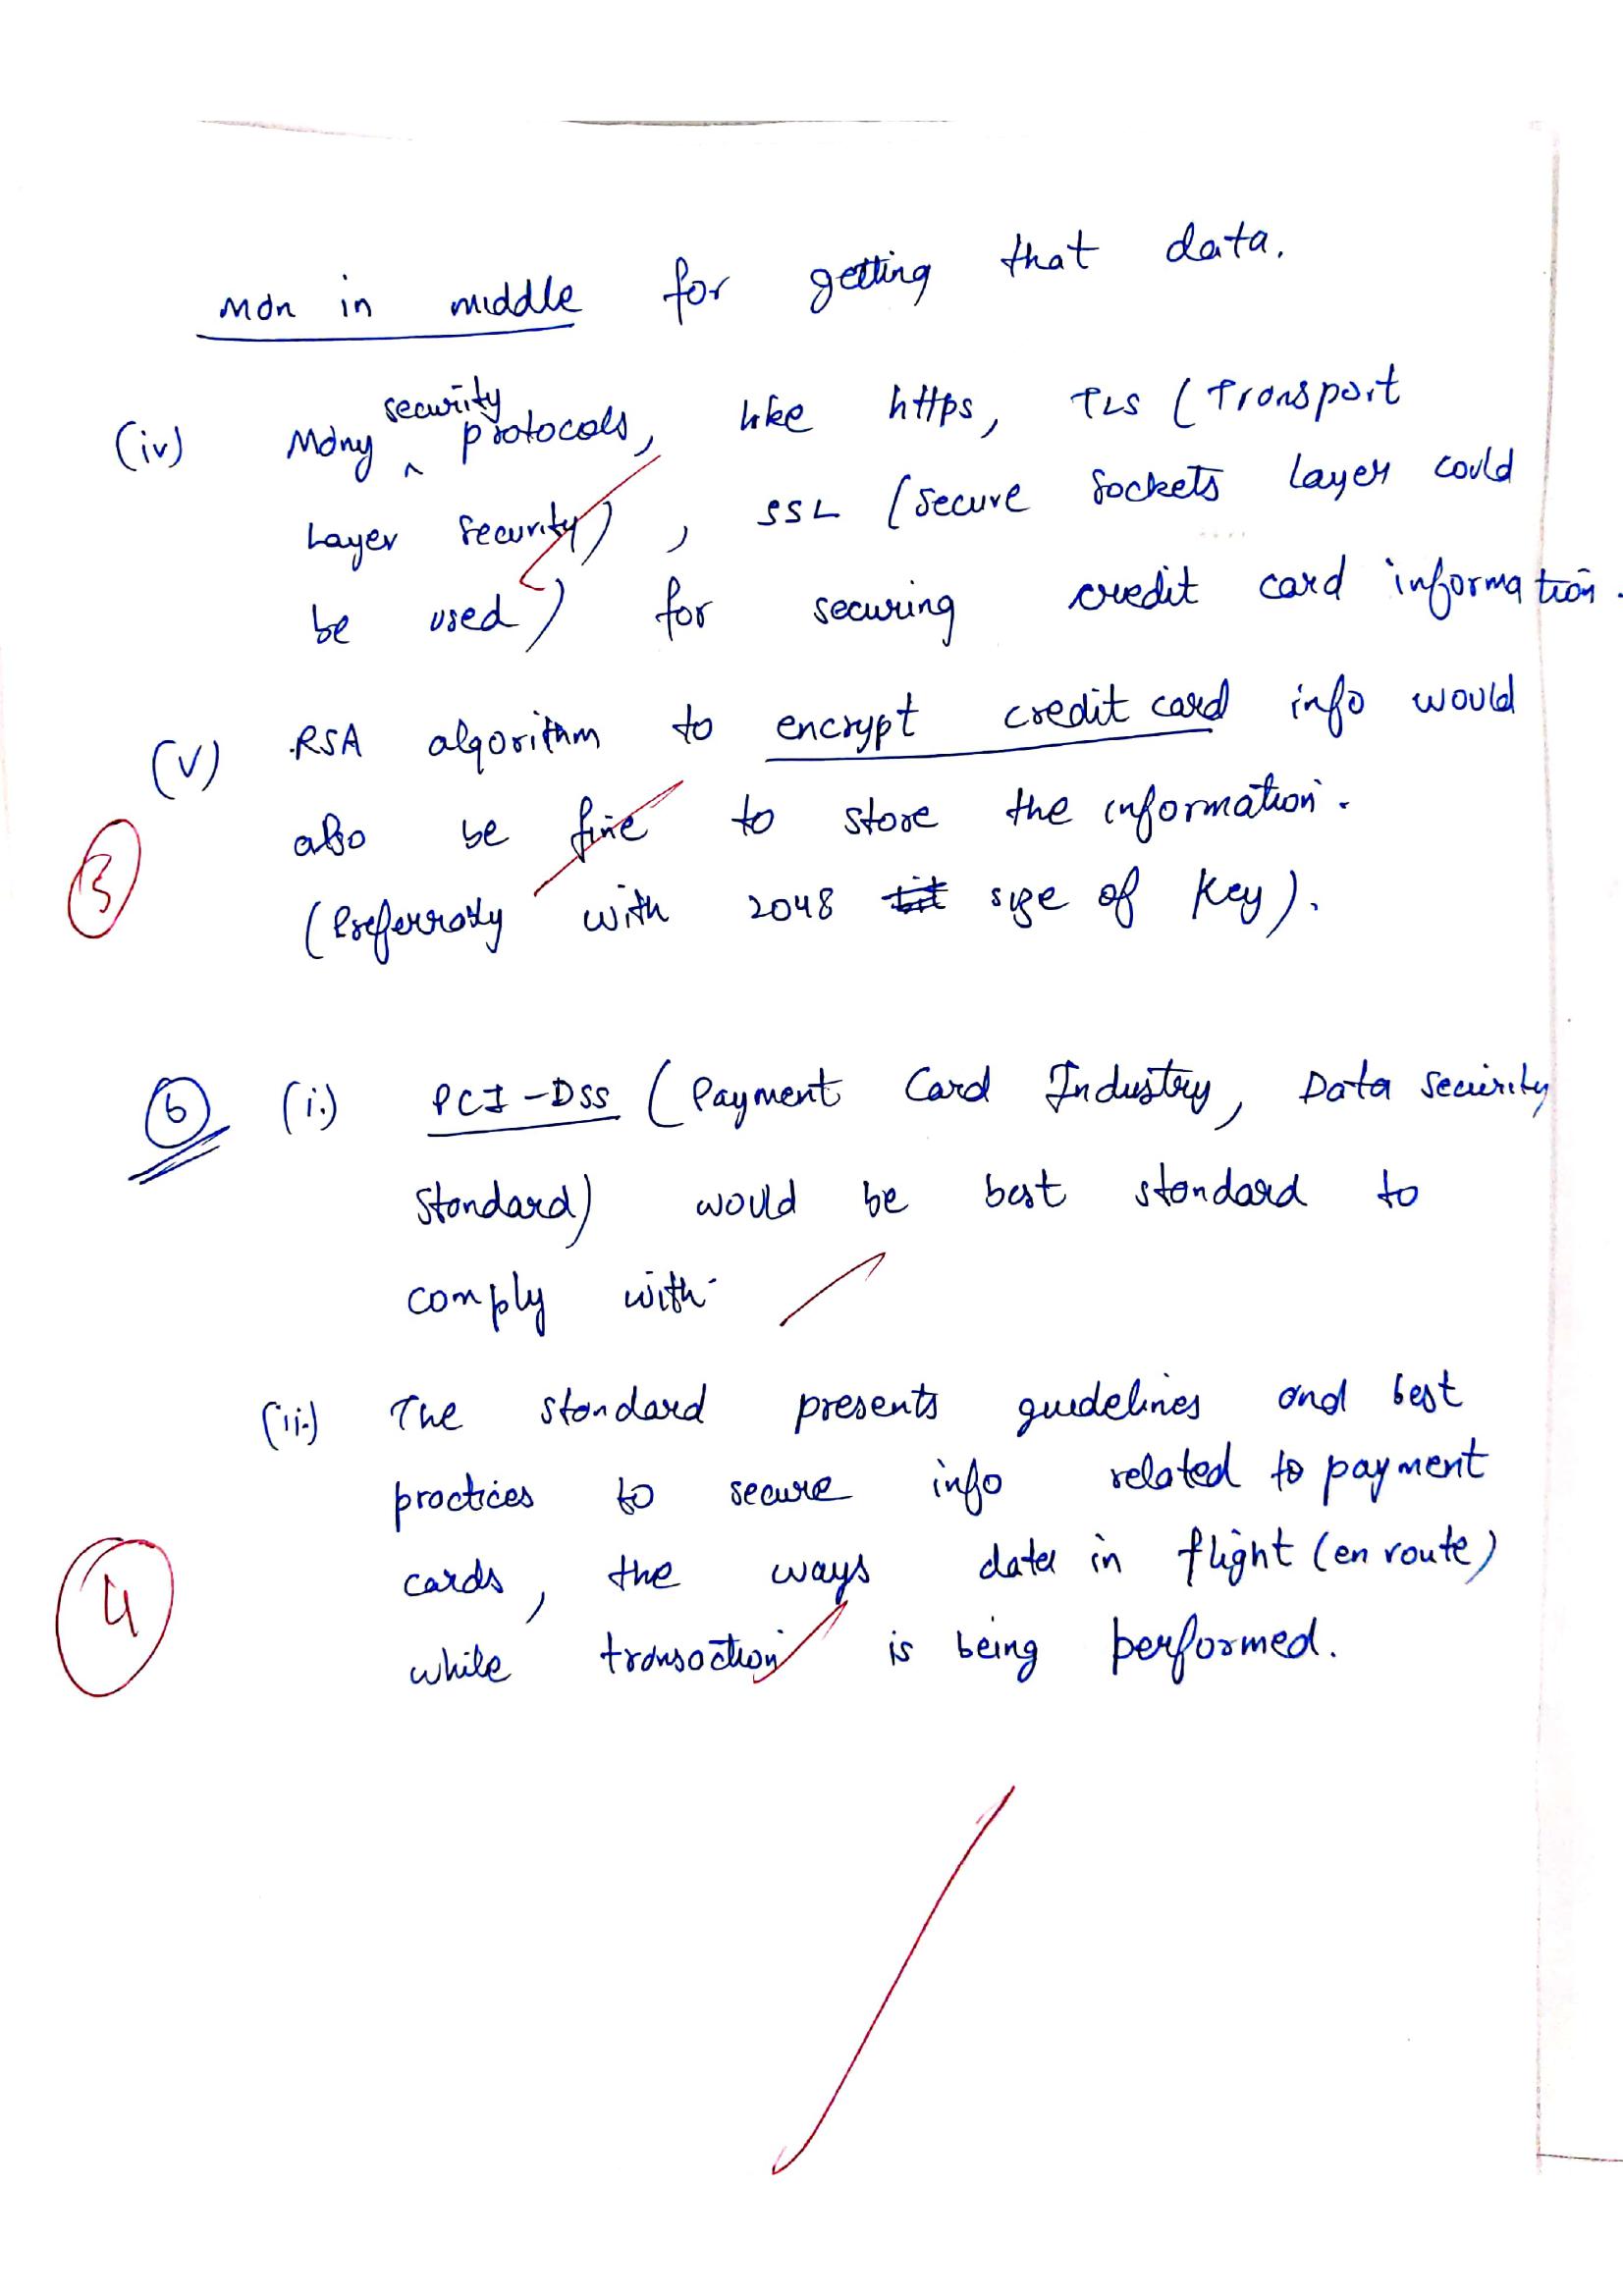 man in middle for getting that data.
(iv) Many security protocols, like https, TLS (Transport
Layer Security), SSL (Secure Sockets Layer could
be used) for securing credit card information.
(v) RSA algorithm to encrypt credit card info would
also be fine to store the information.
3
(Preferraly with 2048 bit size of key).
6 (i.) PCI-DSS (Payment Card Industry, Data Security
Standard) would be best standard to
comply with.
(ii.) The standard presents guidelines and best
practices to secure info related to payment
cards, the ways data in flight (en route)
4
while transaction is being performed.